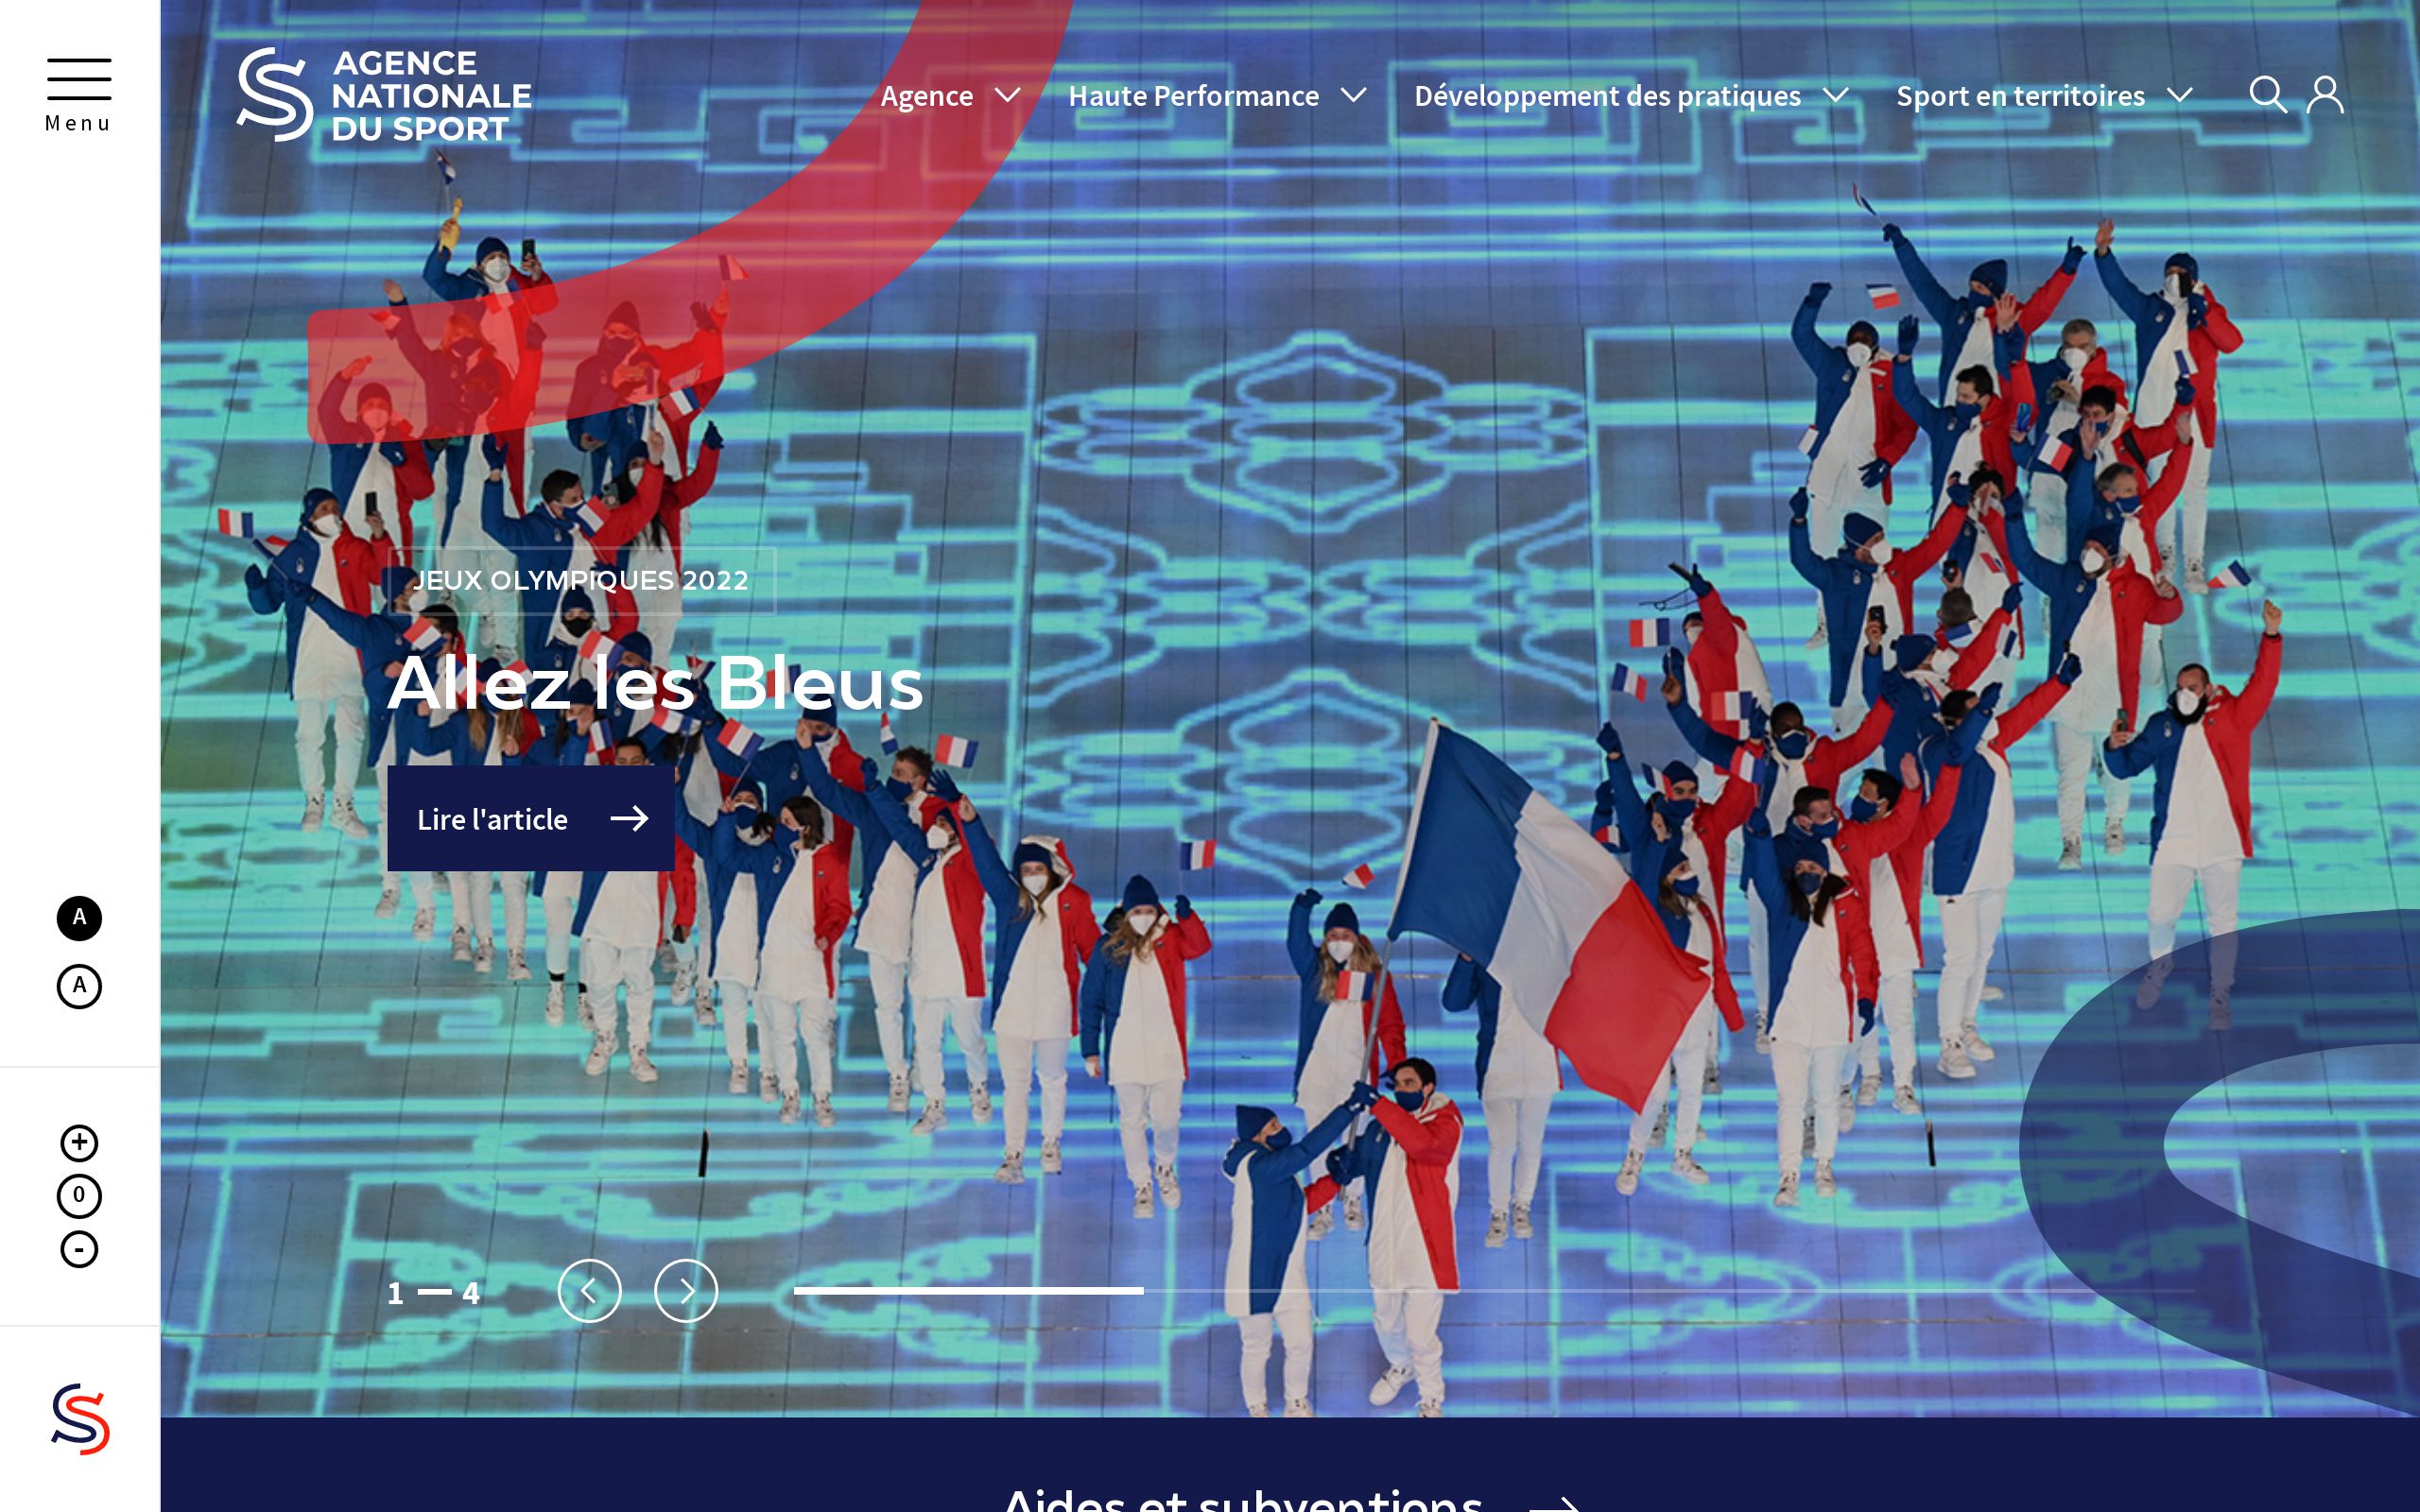 Menu
AGENCE
NATIONALE
DU SPORT
Agence
Haute Performance
Développement des pratiques
Sport en territoires
JEUX OLYMPIQUES 2022
Allez les Bleus
Lire l'article
A
A
+
0
-
1 — 4
Aides et subventions